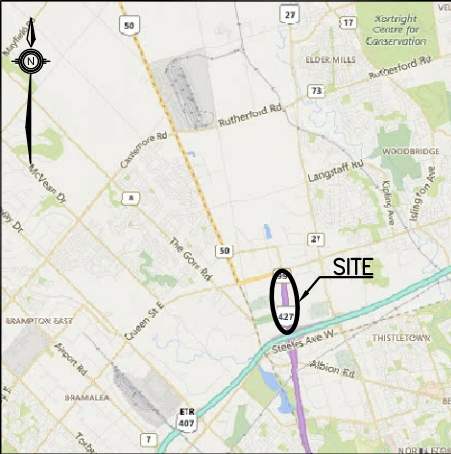 50
27
17
Kortright
Centre for
Conservation
Mayfield
ELDER MILLS
Rutherford Rd
N
73
Rutherford Rd
Castlemore Rd
WOODBRIDGE
Langstaff Rd
McVean Dr
Kipling Ave
Islington Ave
8
The Gore Rd
50
27
SITE
427
Queen St E
BRAMPTON EAST
Steeles Ave W
THISTLETOWN
Airport Rd
Albion Rd
BRAMALEA
ETR
407
7